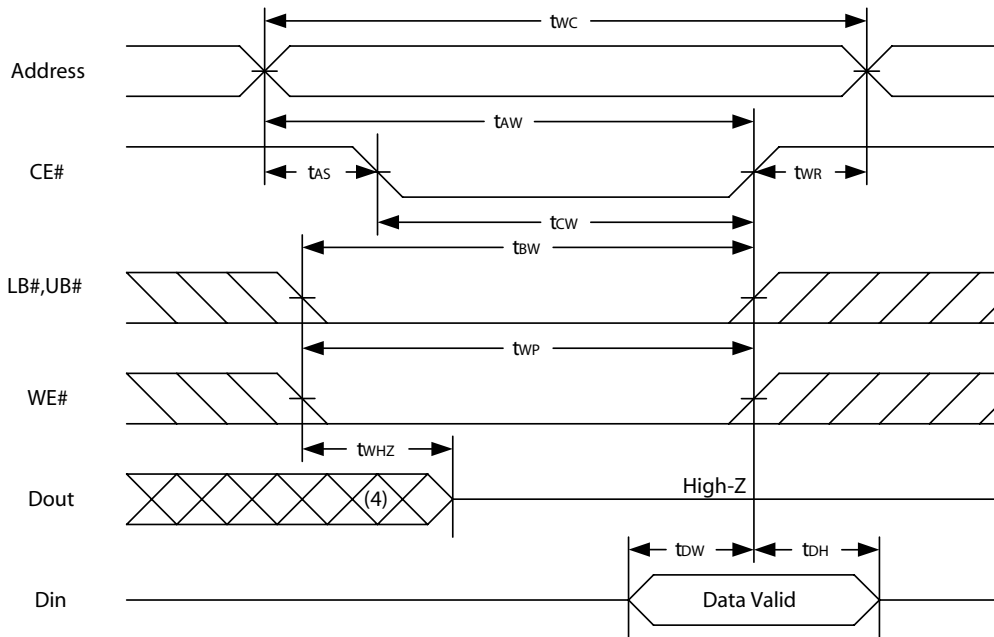 tWC
Address
tAW
CE#
tAS
tWR
tCW
tBW
LB#,UB#
tWP
WE#
tWHZ
Dout
(4)
High-Z
tDW
tDH
Din
Data Valid